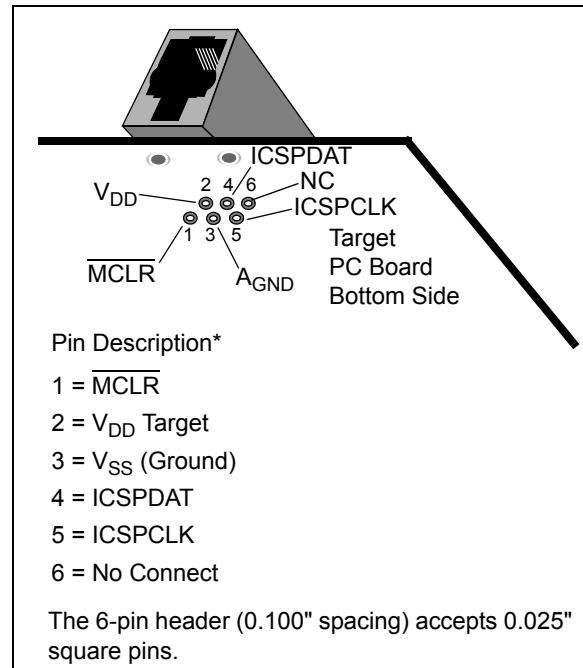 ICSPDAT
2 4 6 NC
VDD
ICSPCLK
1 3 5
Target
MCLR AGND PC Board
Bottom Side
Pin Description*
1 = MCLR
2 = VDD Target
3 = VSS (Ground)
4 = ICSPDAT
5 = ICSPCLK
6 = No Connect
The 6-pin header (0.100" spacing) accepts 0.025"
square pins.